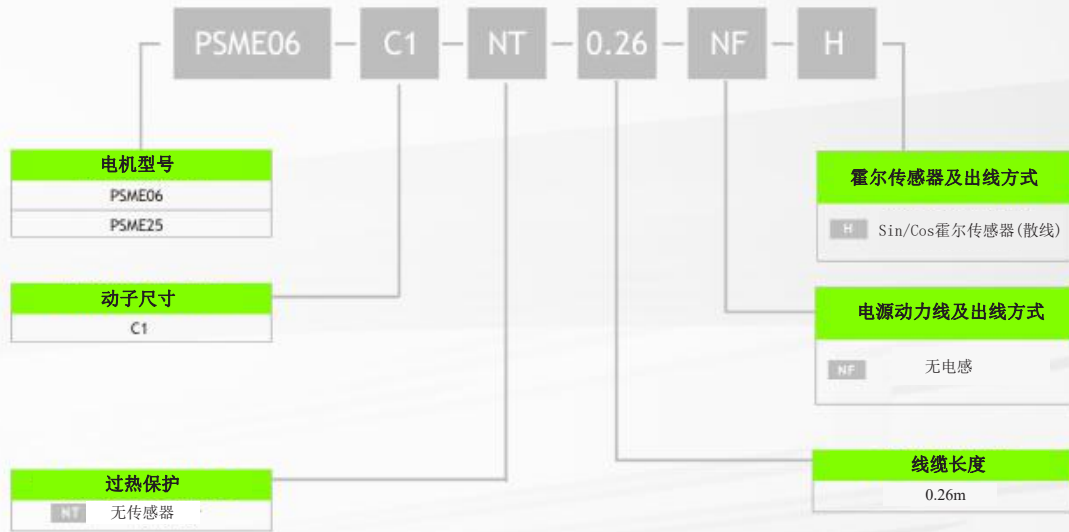 PSME06 - C1 - NT - 0.26 - NF - H
电机型号
PSME06
PSME25
动子尺寸
C1
过热保护
NT 无传感器
霍尔传感器及出线方式
H Sin/Cos霍尔传感器(散线)
电源动力线及出线方式
NF 无电感
线缆长度
0.26m